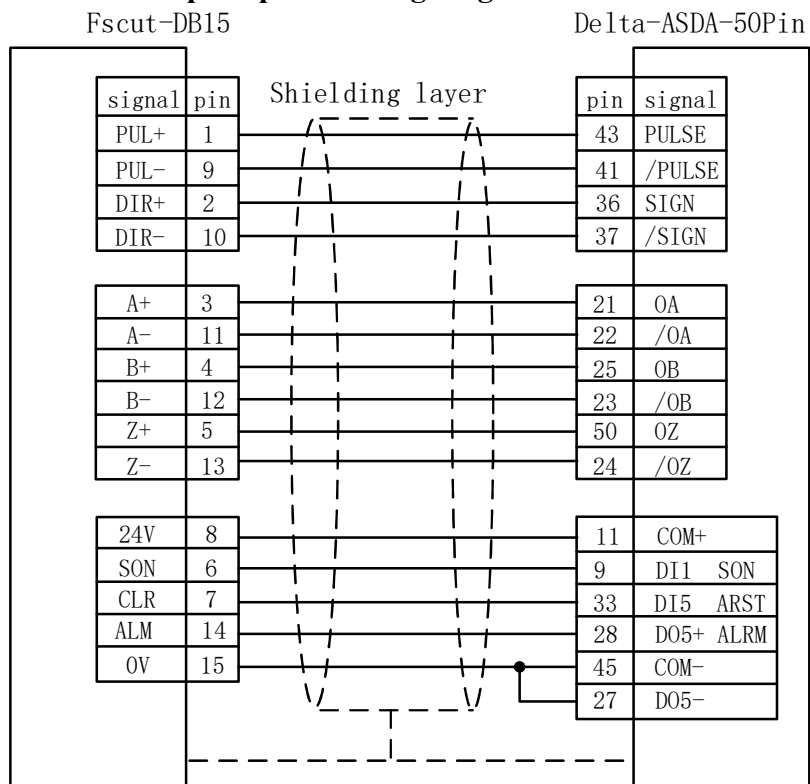 Fscut-DB15 Delta-ASDA-50Pin
Shielding layer
signal pin pin signal
PUL+ 1 43 PULSE
PUL- 9 41 /PULSE
DIR+ 2 36 SIGN
DIR- 10 37 /SIGN
A+ 3 21 OA
A- 11 22 /OA
B+ 4 25 OB
B- 12 23 /OB
Z+ 5 50 OZ
Z- 13 24 /OZ
24V 8 11 COM+
SON 6 9 DI1 SON
CLR 7 33 DI5 ARST
ALM 14 28 DO5+ ALRM
0V 15 45 COM-
27 DO5-